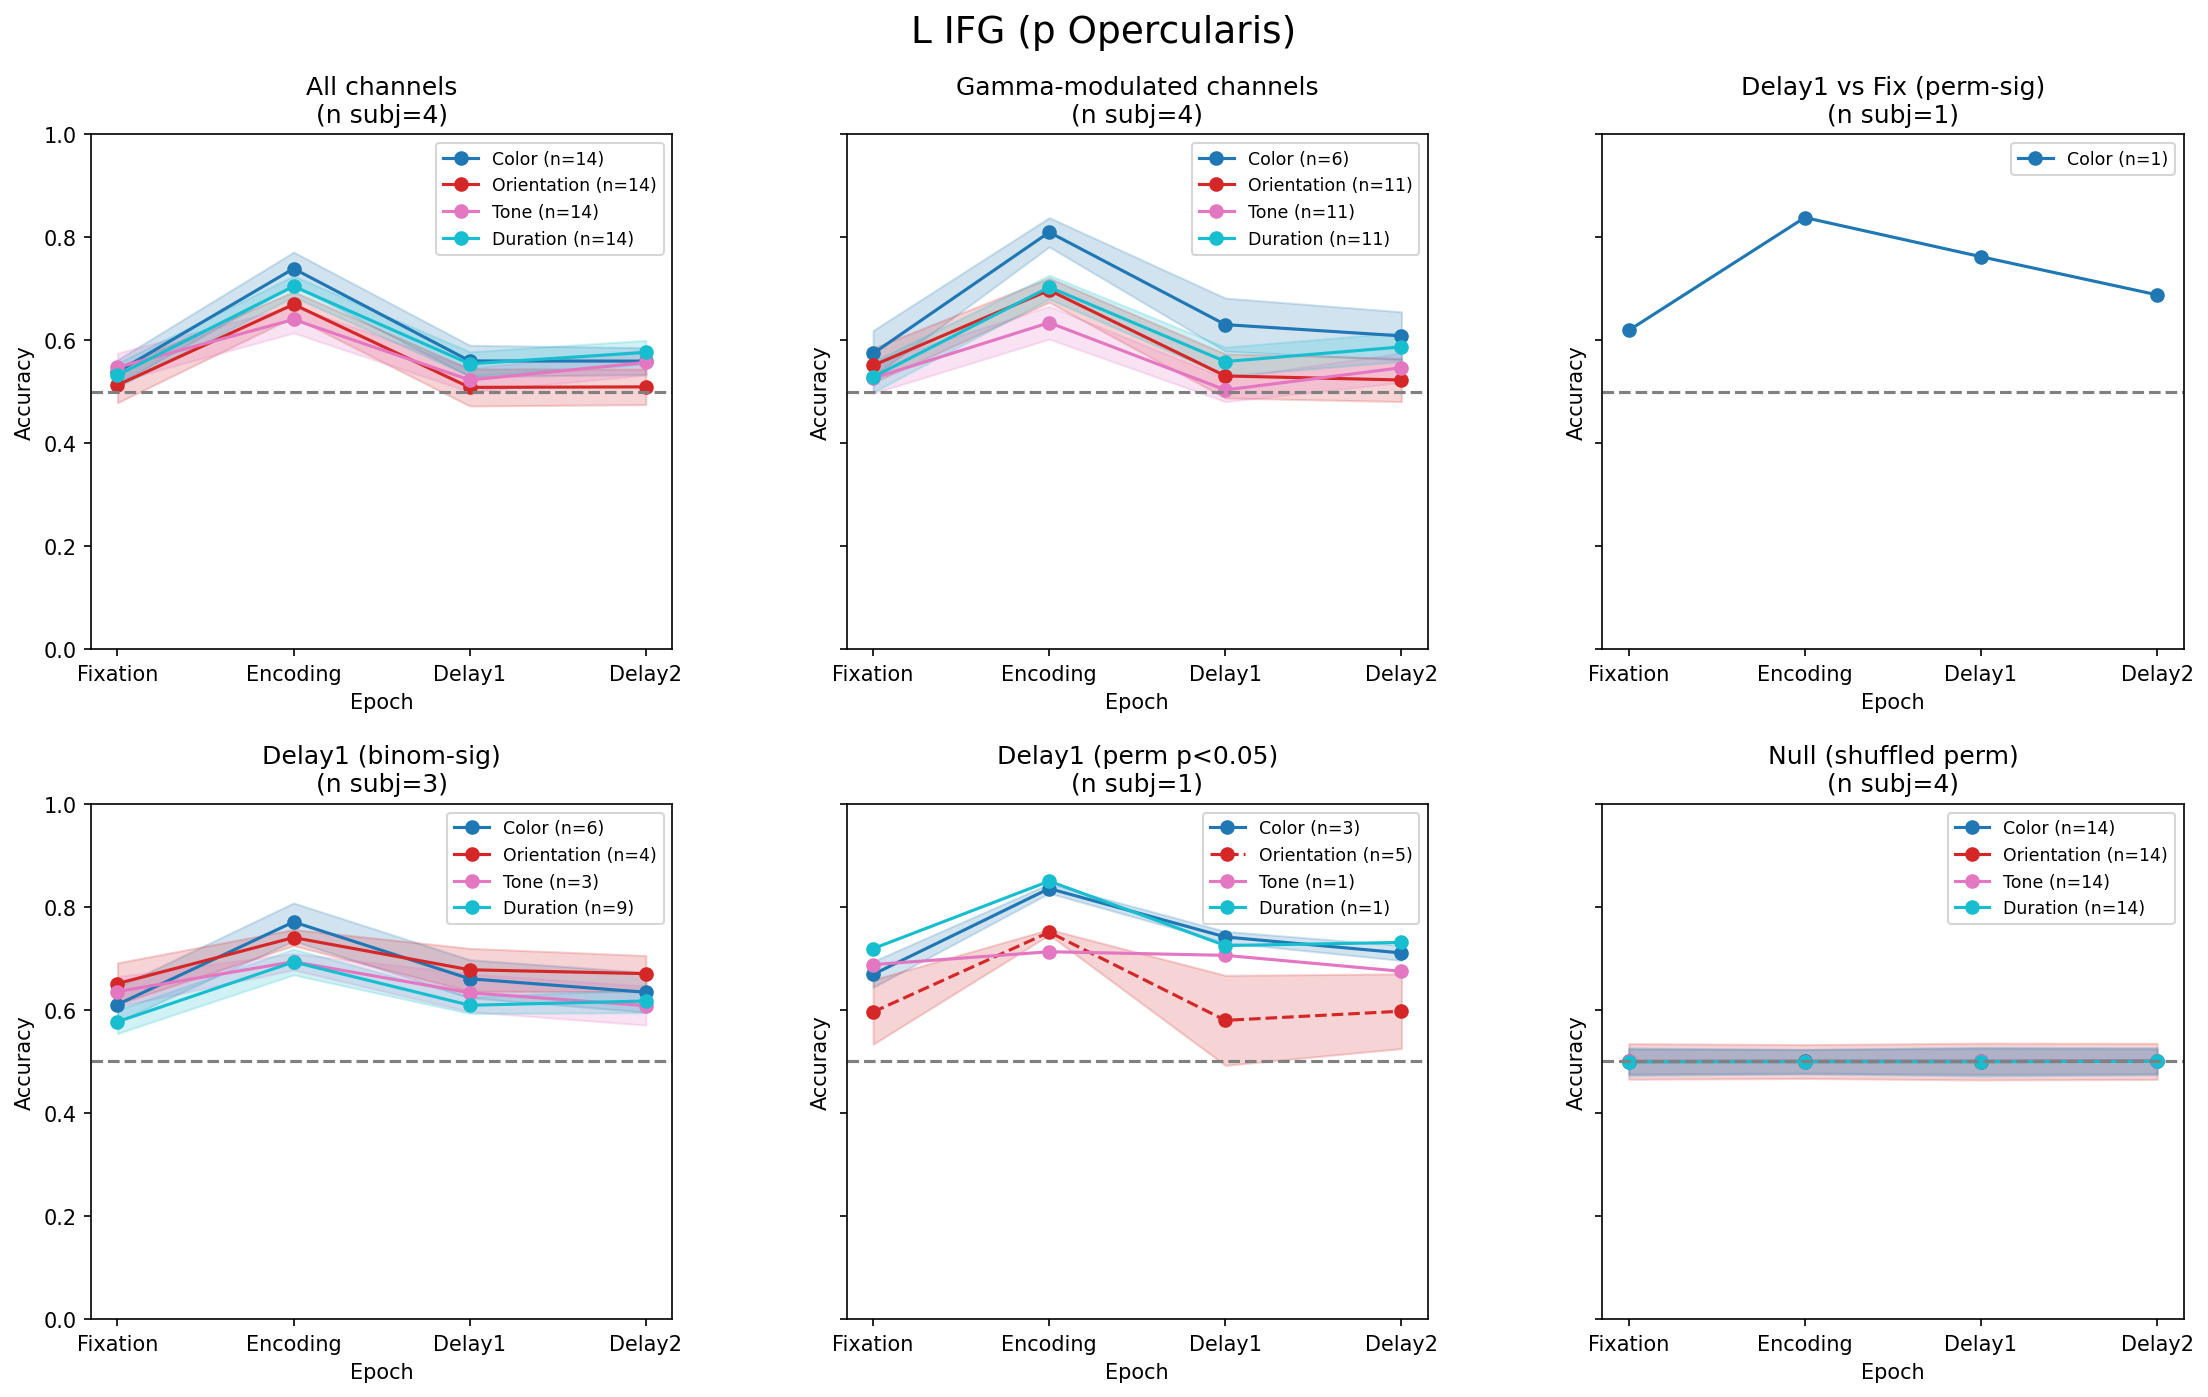 L IFG (p Opercularis)
All channels
(n subj=4)
Gamma-modulated channels
(n subj=4)
Delay1 vs Fix (perm-sig)
(n subj=1)
Accuracy
1.0
0.8
0.6
0.4
0.2
0.0
Color (n=14)
Orientation (n=14)
Tone (n=14)
Duration (n=14)
Fixation Encoding Delay1 Delay2
Epoch
Accuracy
Color (n=6)
Orientation (n=11)
Tone (n=11)
Duration (n=11)
Fixation Encoding Delay1 Delay2
Epoch
Accuracy
Color (n=1)
Fixation Encoding Delay1 Delay2
Epoch
Delay1 (binom-sig)
(n subj=3)
Delay1 (perm p<0.05)
(n subj=1)
Null (shuffled perm)
(n subj=4)
Accuracy
1.0
0.8
0.6
0.4
0.2
0.0
Color (n=6)
Orientation (n=4)
Tone (n=3)
Duration (n=9)
Fixation Encoding Delay1 Delay2
Epoch
Accuracy
Color (n=3)
Orientation (n=5)
Tone (n=1)
Duration (n=1)
Fixation Encoding Delay1 Delay2
Epoch
Accuracy
Color (n=14)
Orientation (n=14)
Tone (n=14)
Duration (n=14)
Fixation Encoding Delay1 Delay2
Epoch